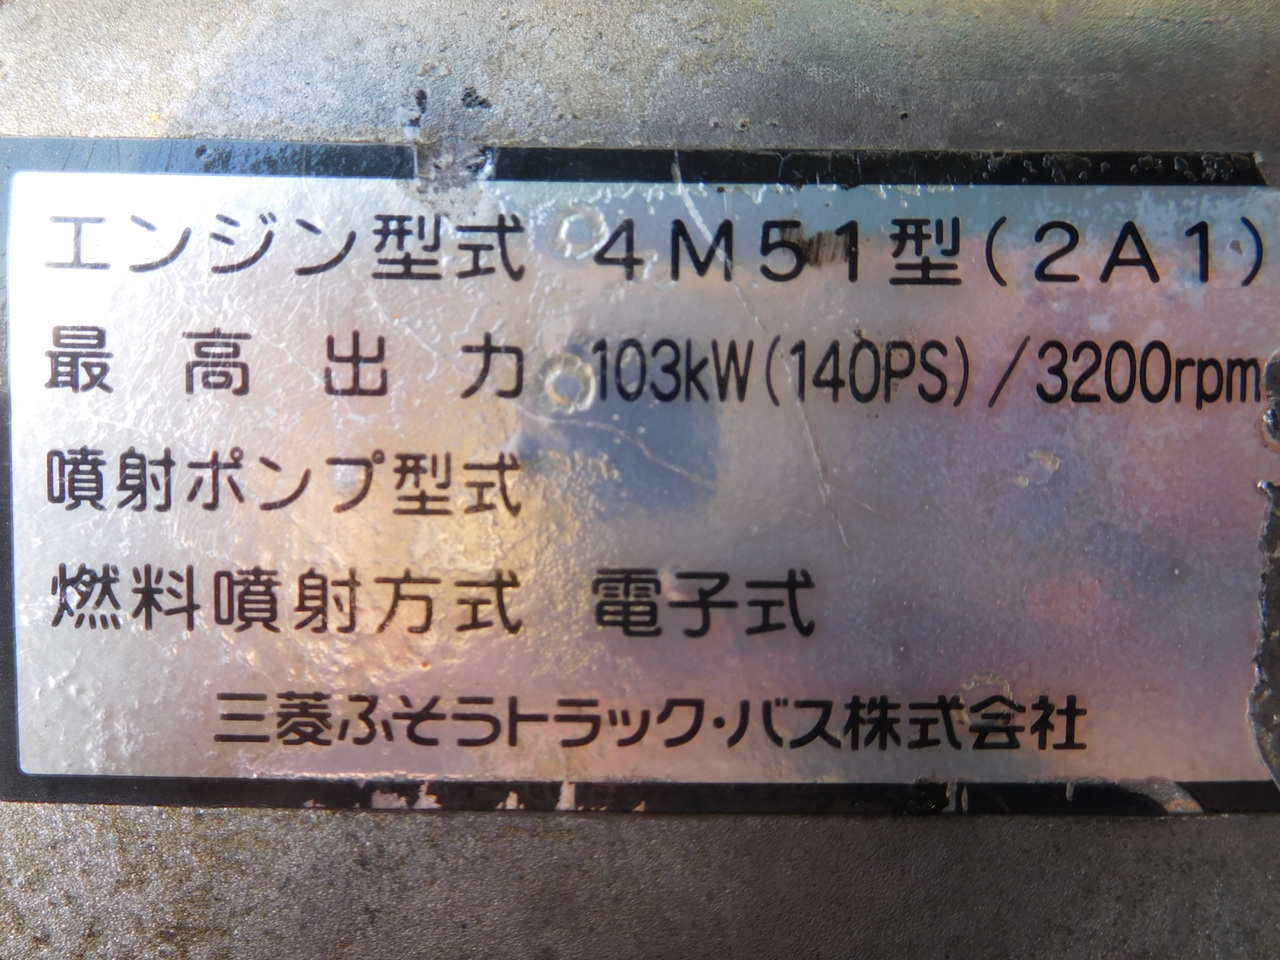 エンジン型式 4M51型(2A1)
最高出力 103kW(140PS)/3200rpm
噴射ポンプ型式
燃料噴射方式 電子式
三菱ふそうトラック・バス株式会社